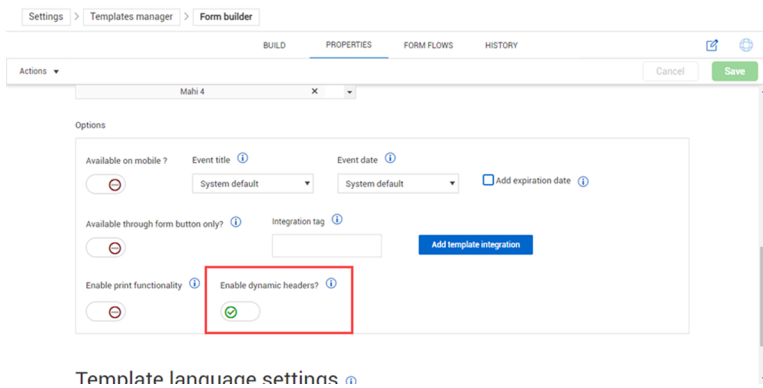 Settings > Templates manager > Form builder
BUILD PROPERTIES FORM FLOWS HISTORY
Actions Cancel Save
Mahi 4
Options
Available on mobile ? Event title Event date
System default System default Add expiration date
Available through form button only? Integration tag
Add template integration
Enable print functionality Enable dynamic headers?
Template language settings